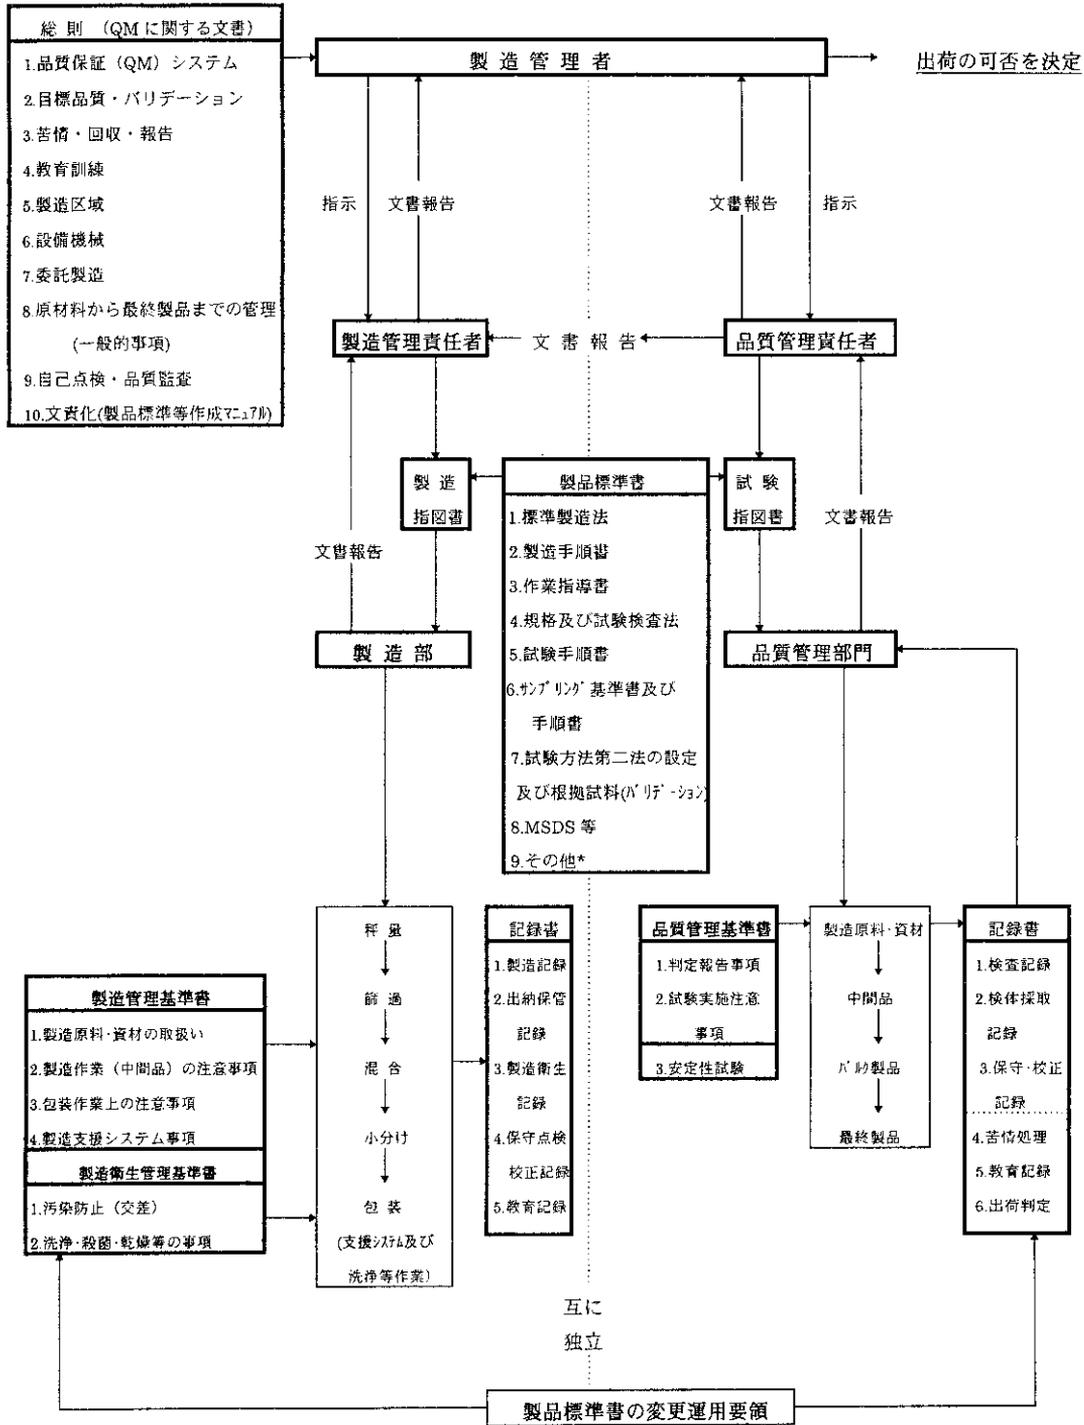 総 則 (QMに関する文書)
1.品質保証（QM）システム
2.目標品質・バリデーション
3.苦情・回収・報告
4.教育訓練
5.製造区域
6.設備機械
7.委託製造
8.原材料から最終製品までの管理
(一般的事項)
9.自己点検・品質監査
10.文資化(製品標準等作成ﾏﾆｭｱﾙ)
製 造 管 理 者
出荷の可否を決定
指示
文書報告
文書報告
指示
製造管理責任者
文 書 報 告
品質管理責任者
製 造
指図書
製品標準書
1.標準製造法
2.製造手順書
3.作業指導書
4.規格及び試験検査法
5.試験手順書
6.ｻﾝﾌﾟﾘﾝｸﾞ基準書及び
手順書
7.試験方法第二法の設定
及び根拠試料(ﾊﾞﾘﾃﾞｰｼｮﾝ)
8.MSDS 等
9.その他*
試 験
指図書
文書報告
文書報告
製 造 部
品質管理部門
秤 量
篩 過
混 合
小分け
包 装
(支援ｼｽﾃﾑ及び
洗浄等作業)
記録書
1.製造記録
2.出納保管
記録
3.製造衛生
記録
4.保守点検
校正記録
5.教育記録
品質管理基準書
1.判定報告事項
2.試験実施注意
事項
3.安定性試験
製造原料･資材
中間品
ﾊﾞﾙｸ製品
最終製品
記録書
1.検査記録
2.検体採取
記録
3.保守･校正
記録
4.苦情処理
5.教育記録
6.出荷判定
製造管理基準書
1.製造原料･資材の取扱い
2.製造作業（中間品）の注意事項
3.包装作業上の注意事項
4.製造支援システム事項
製造衛生管理基準書
1.汚染防止（交差）
2.洗浄･殺菌･乾燥等の事項
互に
独立
製品標準書の変更運用要領